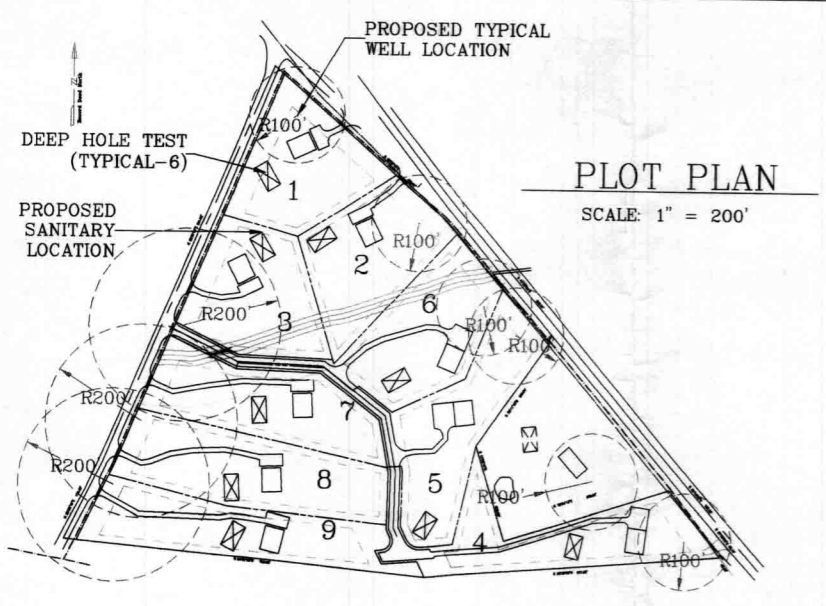 PROPOSED TYPICAL
WELL LOCATION
DEEP HOLE TEST
(TYPICAL-6)
PROPOSED
SANITARY
LOCATION
PLOT PLAN
SCALE: 1" = 200'
R100'
1
2
R100'
R200'
3
6
R100'
R100'
R200'
7
R200'
8
5
R100'
9
4
R100'